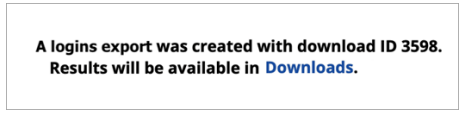 A logins export was created with download ID 3598.
Results will be available in Downloads.